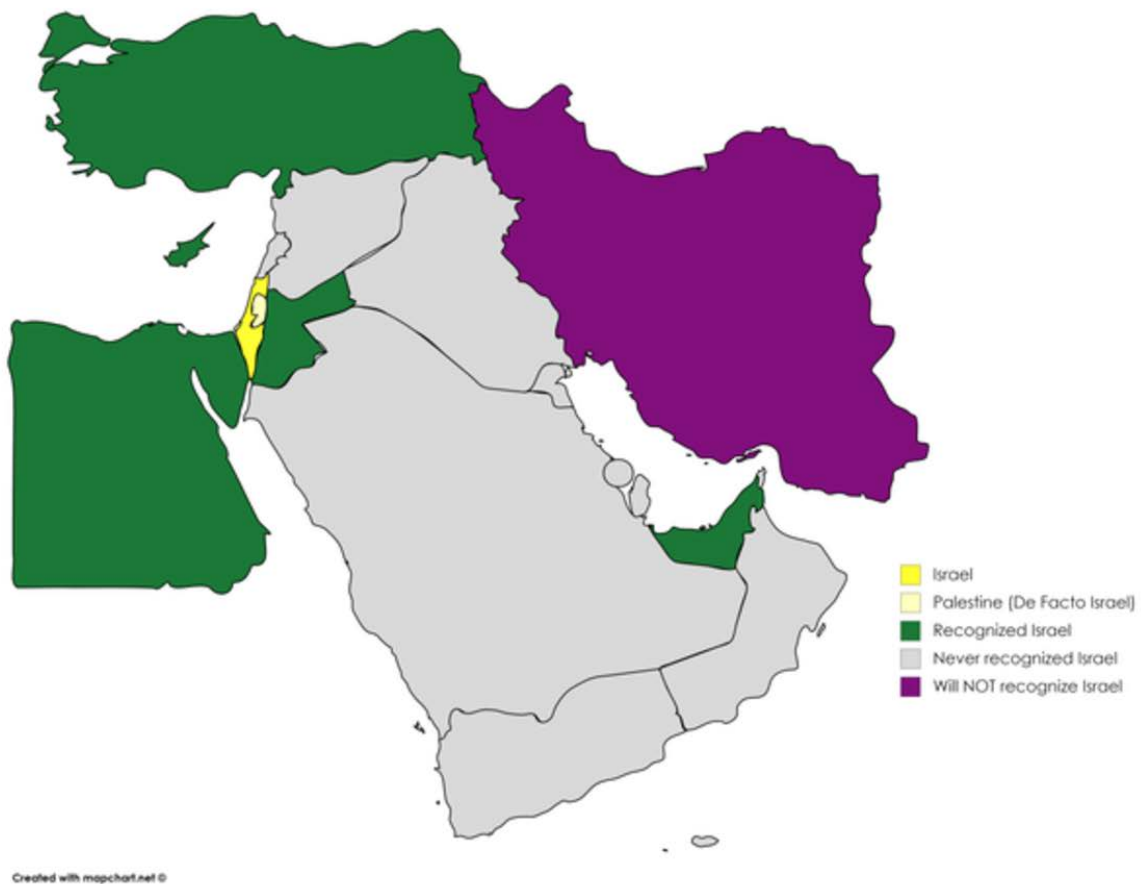 Israel
Palestine (De Facto Israel)
Recognized Israel
Never recognized Israel
Will NOT recognize Israel
Created with mapchart.net ©